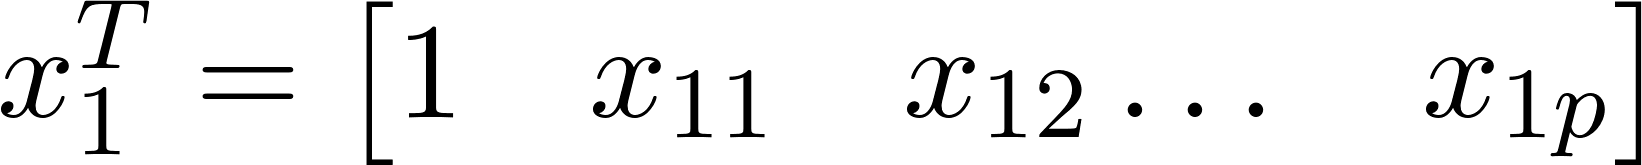 x_1^T = [1 x_{11} x_{12} … x_{1p}]